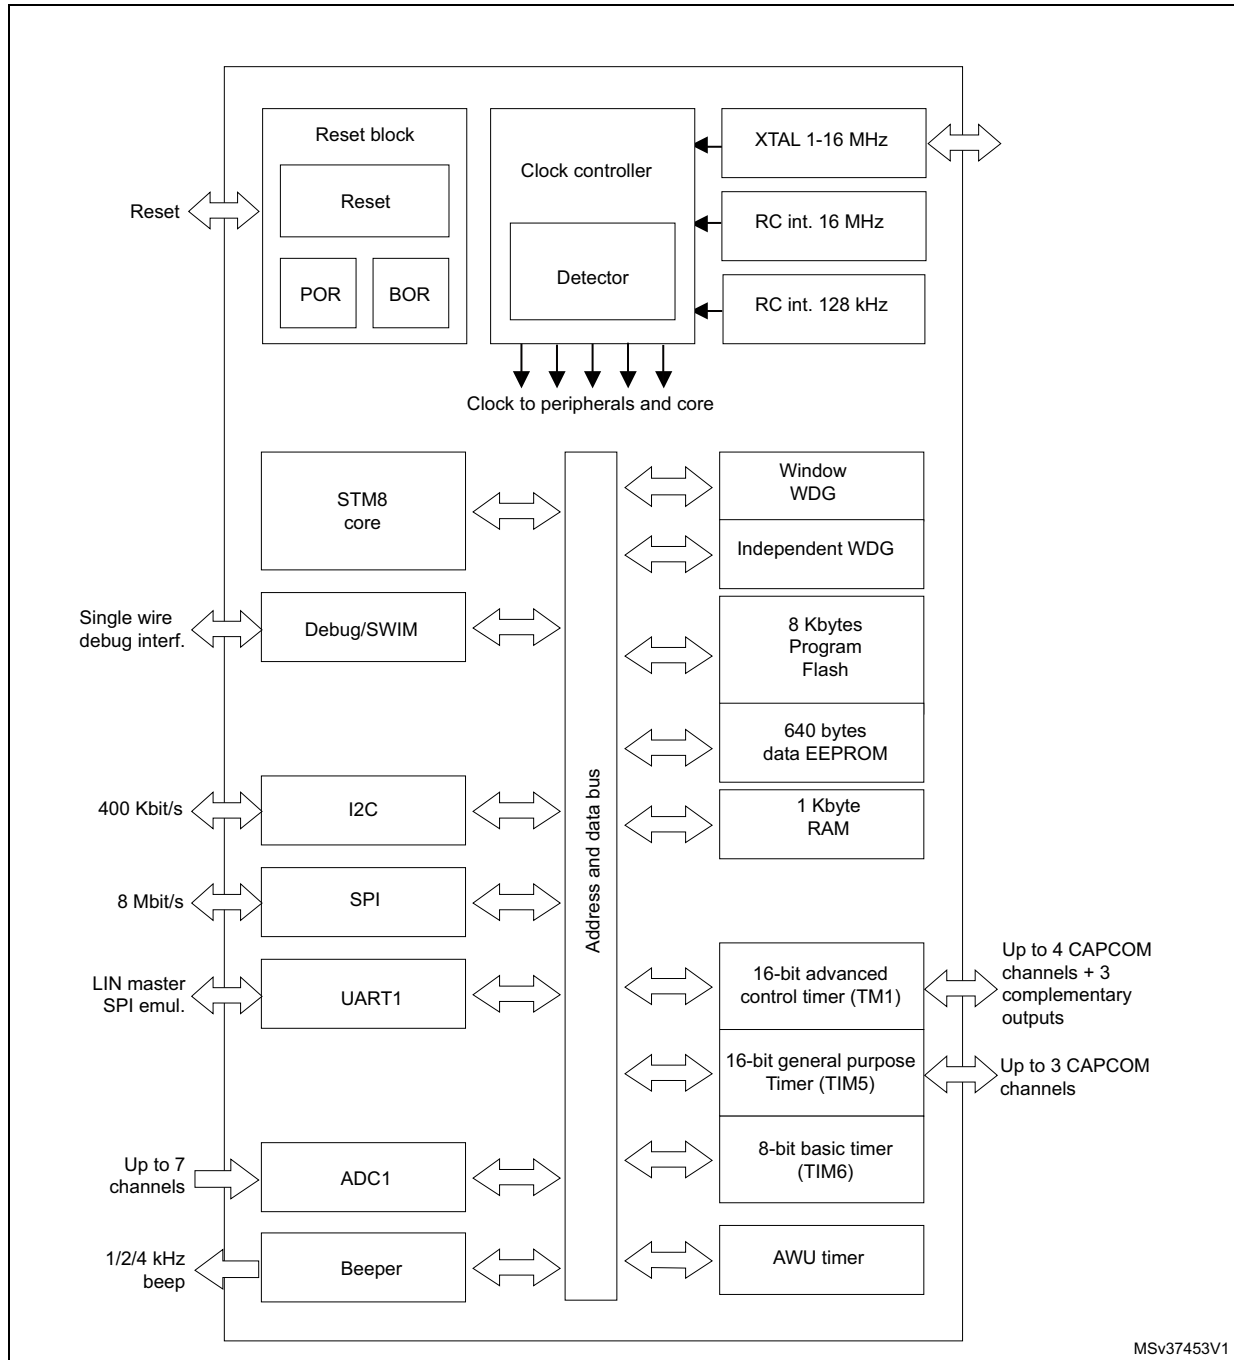 Reset block
Reset
POR
BOR
Reset
Clock controller
Detector
XTAL 1-16 MHz
RC int. 16 MHz
RC int. 128 kHz
Clock to peripherals and core
STM8
core
Single wire
debug interf.
Debug/SWIM
400 Kbit/s
I2C
8 Mbit/s
SPI
LIN master
SPI emul.
UART1
Up to 7
channels
ADC1
1/2/4 kHz
beep
Beeper
Address and data bus
Window
WDG
Independent WDG
8 Kbytes
Program
Flash
640 bytes
data EEPROM
1 Kbyte
RAM
16-bit advanced
control timer (TM1)
Up to 4 CAPCOM
channels + 3
complementary
outputs
16-bit general purpose
Timer (TIM5)
Up to 3 CAPCOM
channels
8-bit basic timer
(TIM6)
AWU timer
MSv37453V1